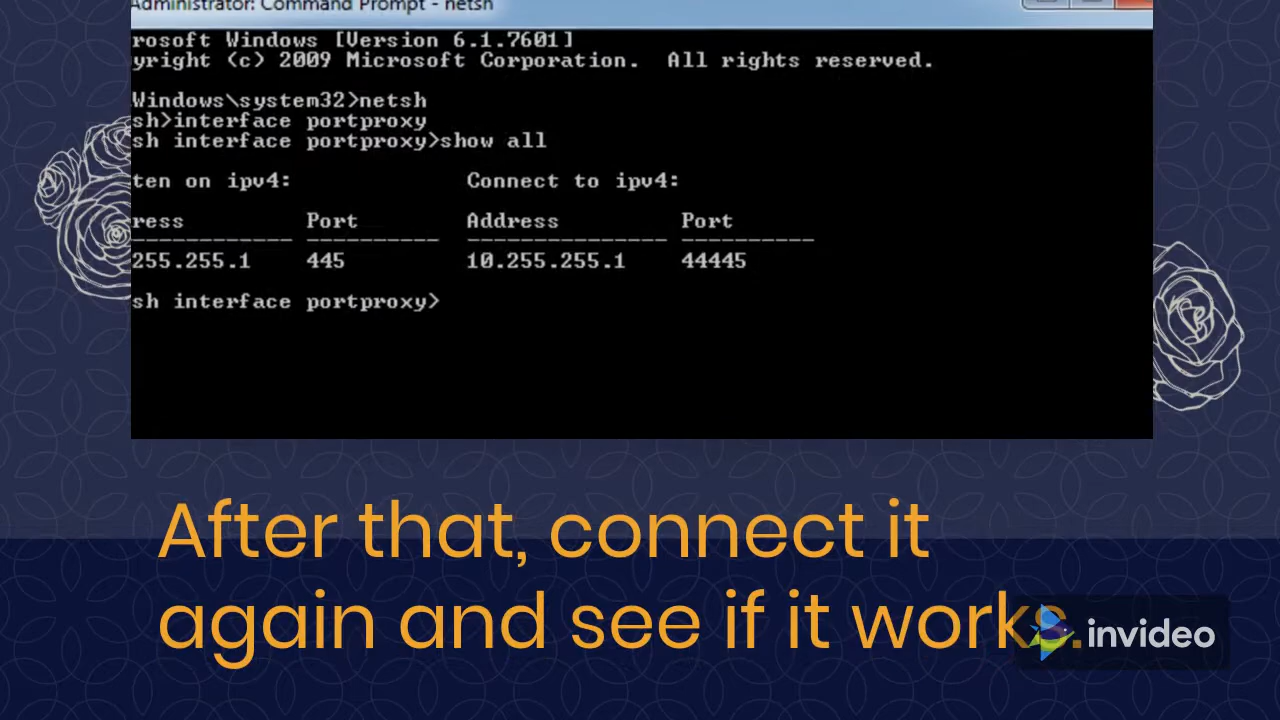 Administrator: Command Prompt - netsh
rosoft Windows [Version 6.1.7601]
yright (c) 2009 Microsoft Corporation. All rights reserved.
Windows\system32>netsh
sh>interface portproxy
sh interface portproxy>show all
ten on ipv4: Connect to ipv4:
ress Port Address Port
--------------- ---------- --------------- ----------
255.255.1 445 10.255.255.1 44445
sh interface portproxy>
After that, connect it
again and see if it works.
invideo